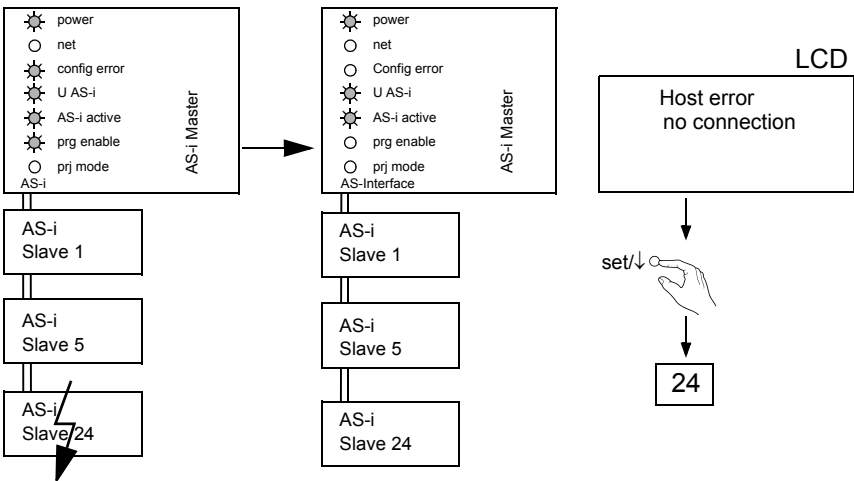 power
net
config error
U AS-i
AS-i active
prg enable
prj mode
AS-i
AS-i Master
AS-i
Slave 1
AS-i
Slave 5
AS-i
Slave 24
power
net
Config error
U AS-i
AS-i active
prg enable
prj mode
AS-Interface
AS-i Master
AS-i
Slave 1
AS-i
Slave 5
AS-i
Slave 24
LCD
Host error
no connection
set/↓
24